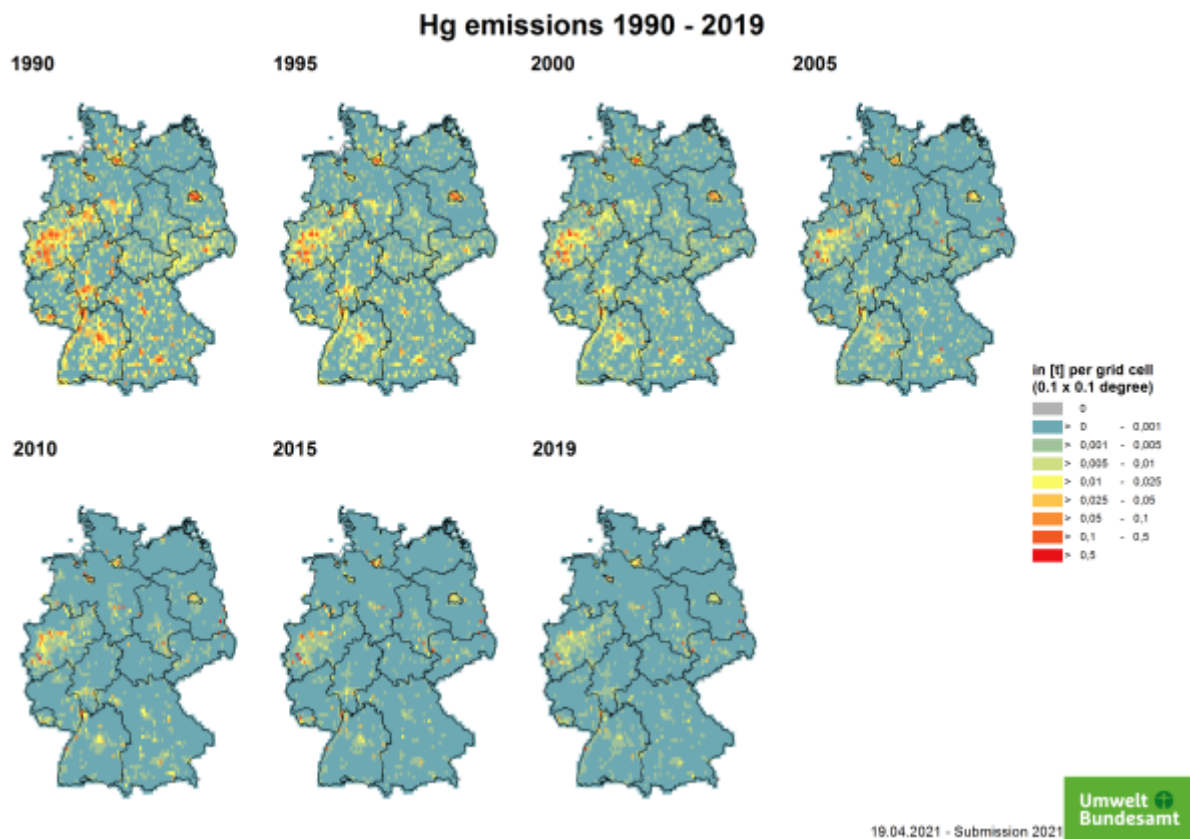 Hg emissions 1990 - 2019
1990
1995
2000
2005
2010
2015
2019
in [t] per grid cell
(0.1 x 0.1 degree)
0
> 0 - 0,001
> 0,001 - 0,005
> 0,005 - 0,01
> 0,01 - 0,025
> 0,025 - 0,05
> 0,05 - 0,1
> 0,1 - 0,5
> 0,5
19.04.2021 - Submission 2021
Umwelt
Bundesamt